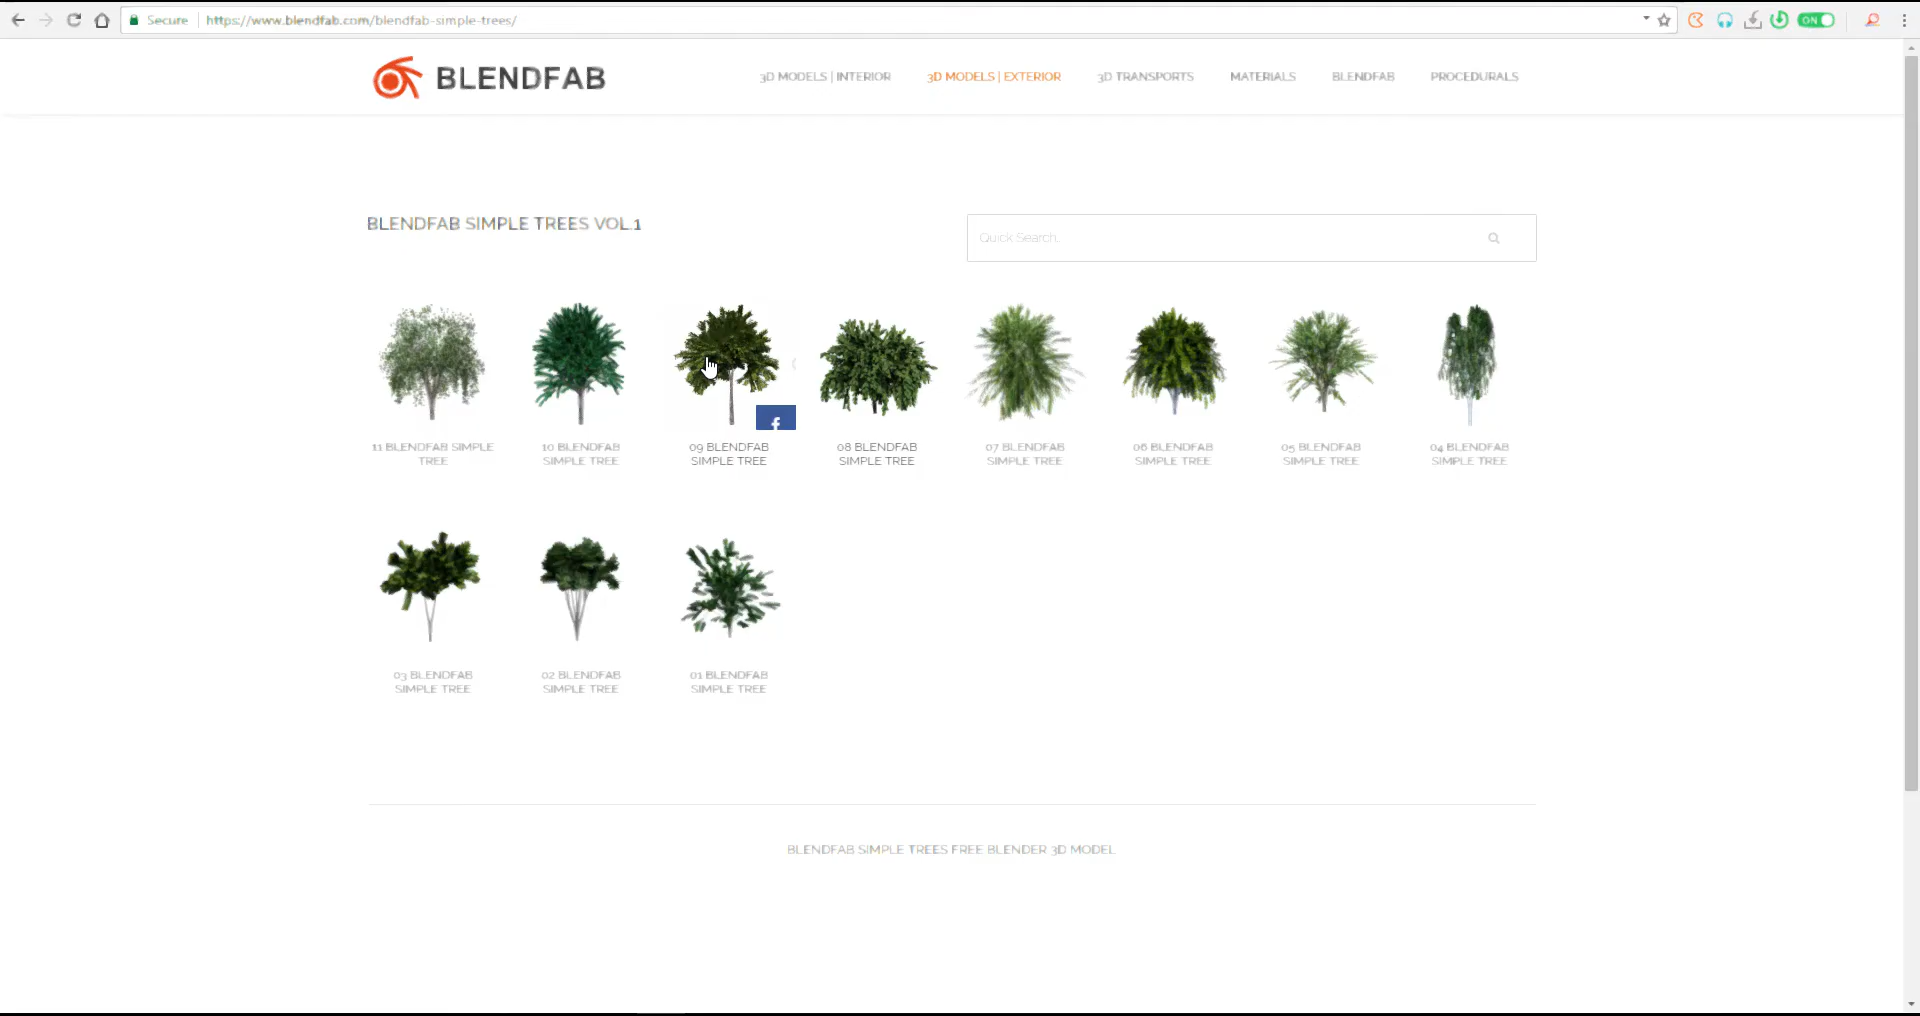 Secure https://www.blendfab.com/blendfab-simple-trees/
ON
BLENDFAB
3D MODELS | INTERIOR
3D MODELS | EXTERIOR
3D TRANSPORTS
MATERIALS
BLENDFAB
PROCEDURALS
BLENDFAB SIMPLE TREES VOL.1
Quick Search..
f
11 BLENDFAB SIMPLE
TREE
10 BLENDFAB
SIMPLE TREE
09 BLENDFAB
SIMPLE TREE
08 BLENDFAB
SIMPLE TREE
07 BLENDFAB
SIMPLE TREE
06 BLENDFAB
SIMPLE TREE
05 BLENDFAB
SIMPLE TREE
04 BLENDFAB
SIMPLE TREE
03 BLENDFAB
SIMPLE TREE
02 BLENDFAB
SIMPLE TREE
01 BLENDFAB
SIMPLE TREE
BLENDFAB SIMPLE TREES FREE BLENDER 3D MODEL